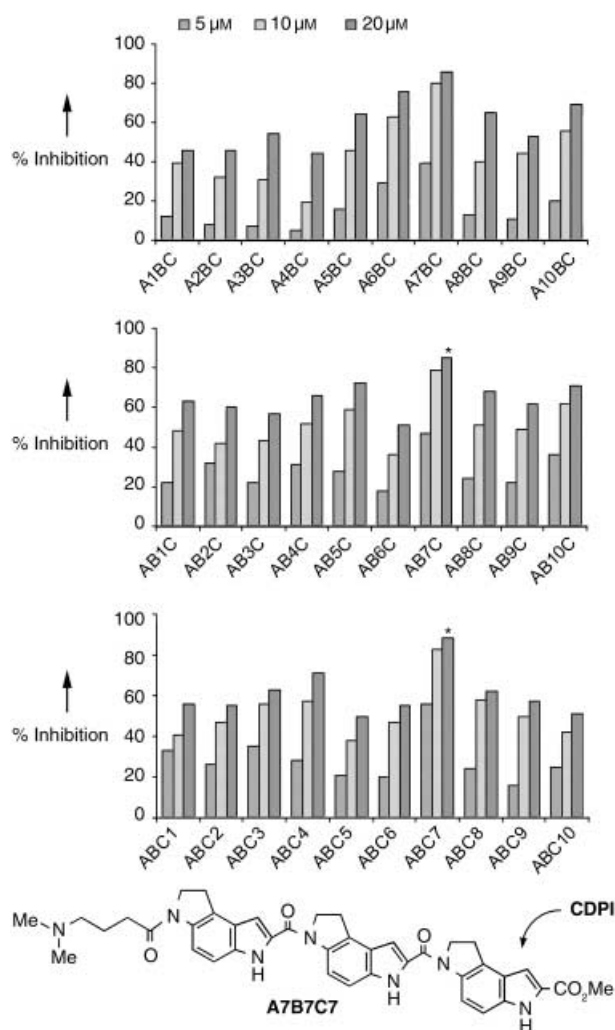 5 µM 10 µM 20 µM
100
80
60
40
20
0
% Inhibition
A1BC A2BC A3BC A4BC A5BC A6BC A7BC A8BC A9BC A10BC
100
80
60
40
20
0
% Inhibition
*
AB1C AB2C AB3C AB4C AB5C AB6C AB7C AB8C AB9C AB10C
100
80
60
40
20
0
% Inhibition
*
ABC1 ABC2 ABC3 ABC4 ABC5 ABC6 ABC7 ABC8 ABC9 ABC10
CDPI
Me N Me O N N H O N N H O N N H CO2Me
A7B7C7